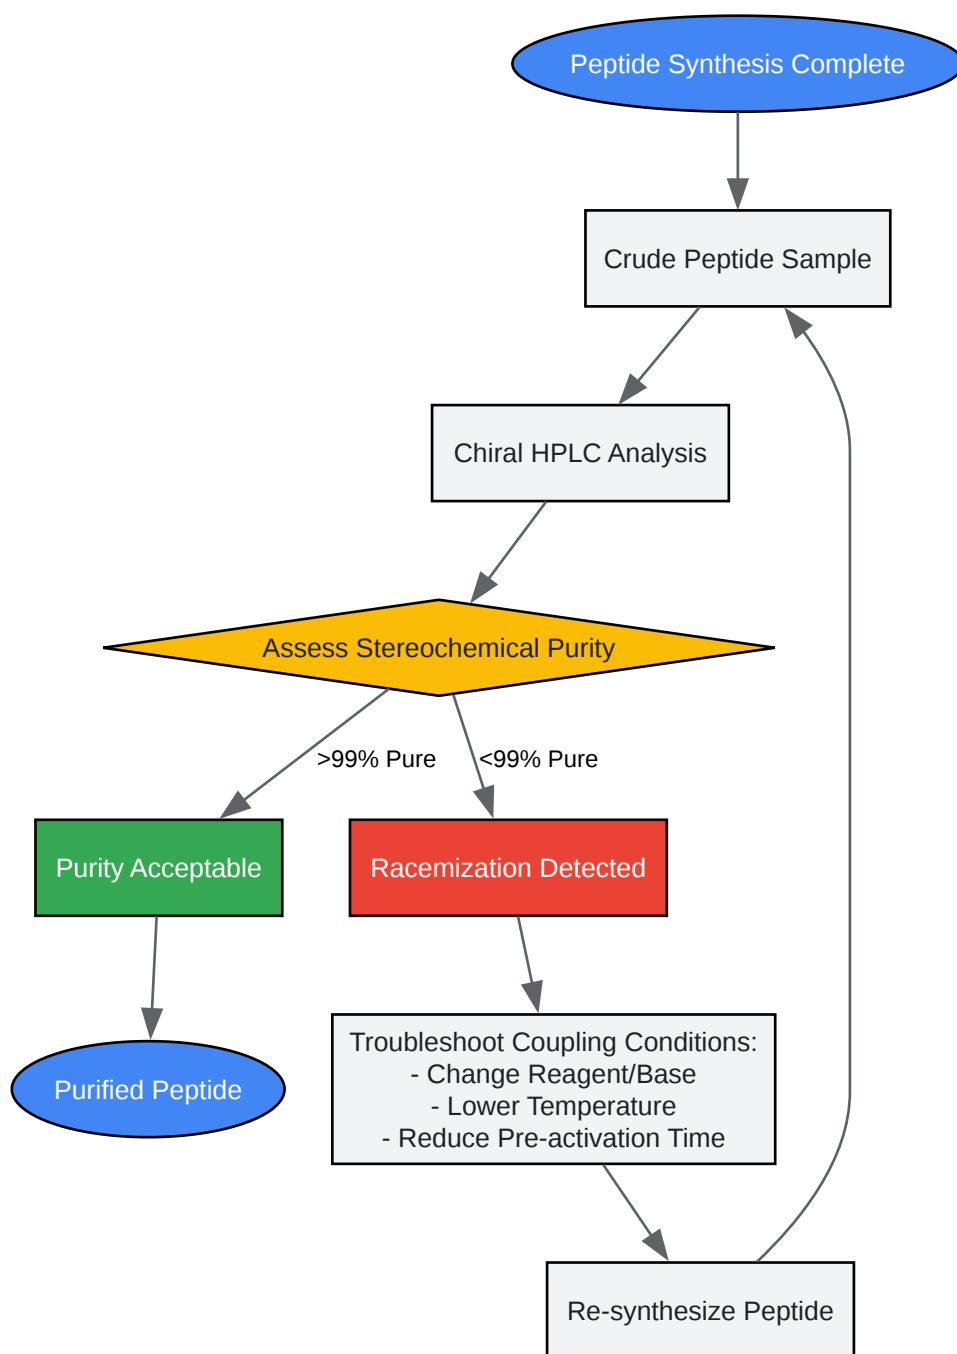 Peptide Synthesis Complete
Crude Peptide Sample
Chiral HPLC Analysis
Assess Stereochemical Purity
>99% Pure
<99% Pure
Purity Acceptable
Racemization Detected
Troubleshoot Coupling Conditions:
- Change Reagent/Base
- Lower Temperature
- Reduce Pre-activation Time
Purified Peptide
Re-synthesize Peptide